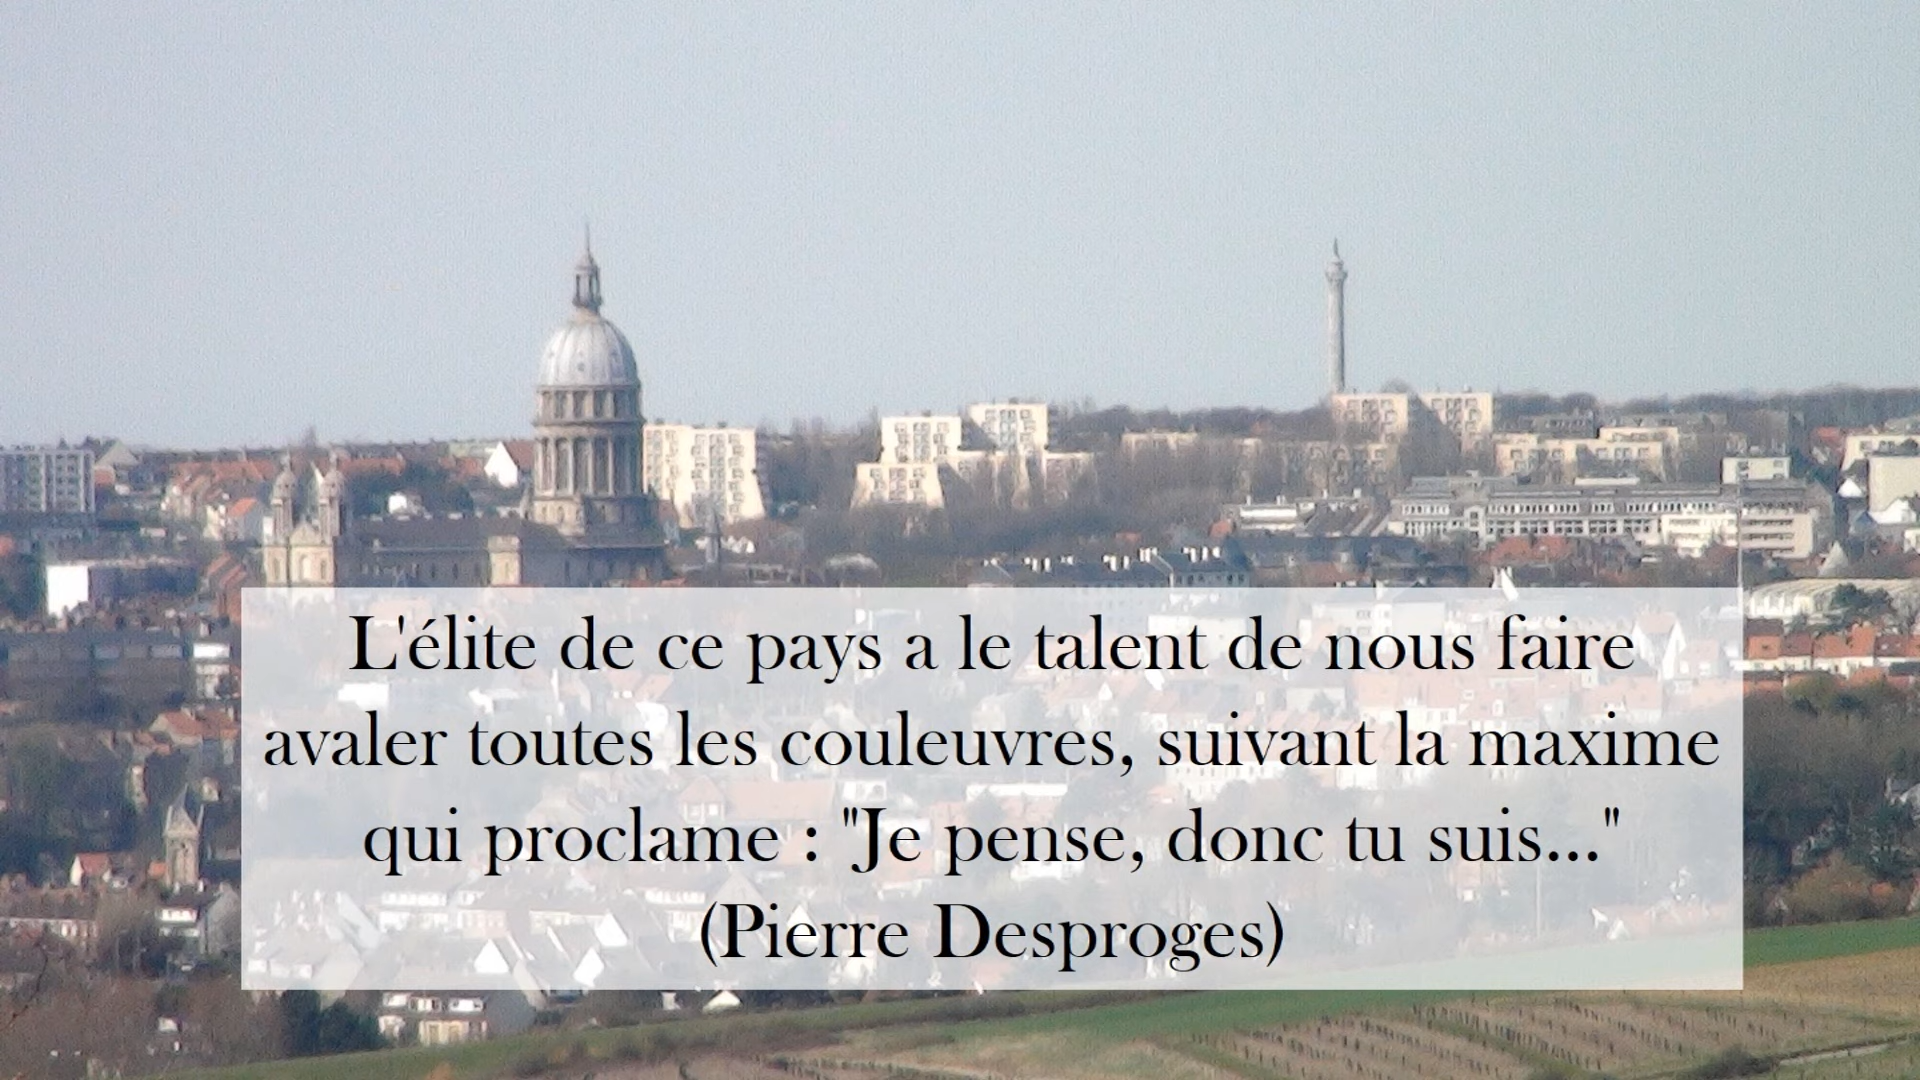 L'élite de ce pays a le talent de nous faire
avaler toutes les couleuvres, suivant la maxime
qui proclame : "Je pense, donc tu suis..."
(Pierre Desproges)